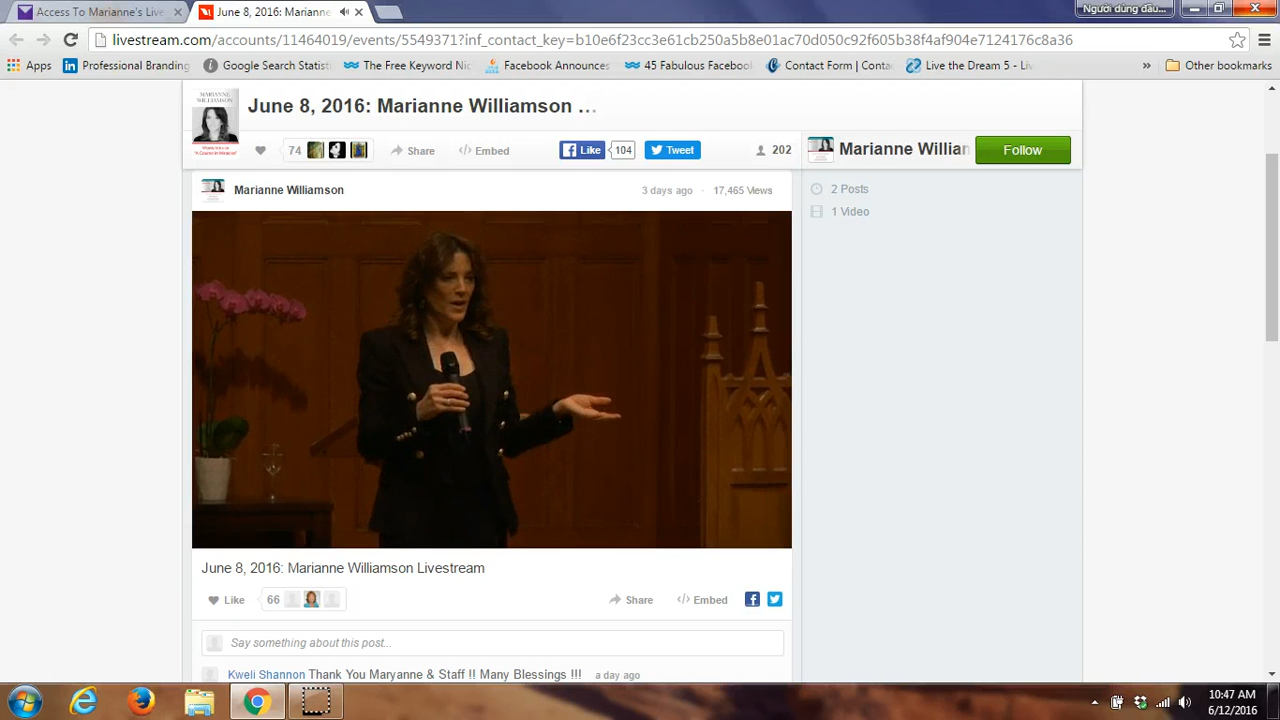 Access To Marianne's Live
June 8, 2016: Marianne
Người dùng đầu...
livestream.com/accounts/11464019/events/5549371?inf_contact_key=b10e6f23cc3e61cb250a5b8e01ac70d050c92f605b38f4af904e7124176c8a36
Apps Professional Branding Google Search Statist The Free Keyword Nic Facebook Announces 45 Fabulous Facebook Contact Form | Conta Live the Dream 5 - Liv » Other bookmarks
MARIANNE
WILLIAMSON
June 8, 2016: Marianne Williamson ...
74 Share Embed Like 104 Tweet 202
Marianne Willian Follow
Marianne Williamson 3 days ago · 17,465 Views
2 Posts
1 Video
June 8, 2016: Marianne Williamson Livestream
Like 66 Share Embed
Say something about this post...
Kweli Shannon Thank You Maryanne & Staff !! Many Blessings !!! a day ago
10:47 AM
6/12/2016